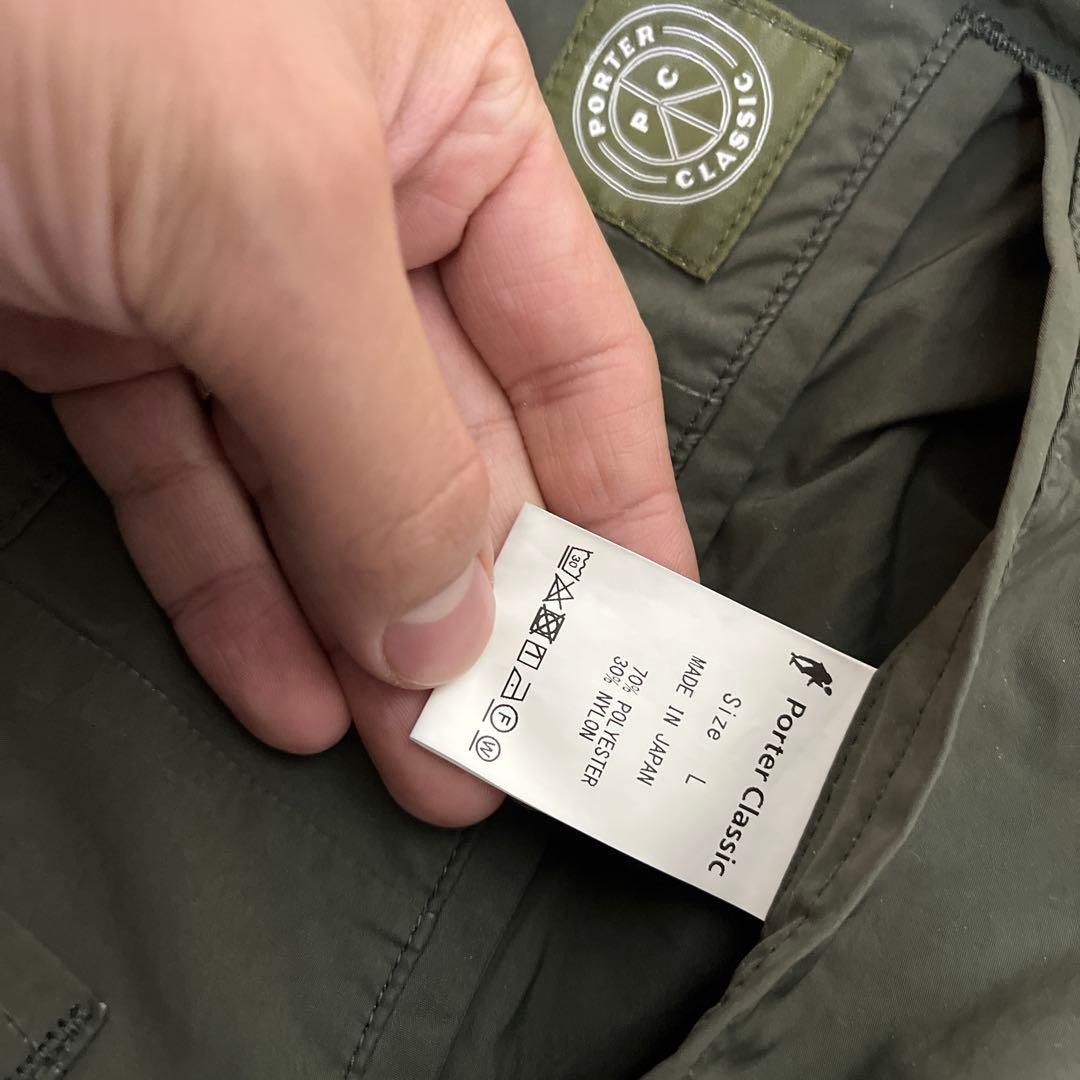 PORTER
P C
CLASSIC
Porter Classic
Size L
MADE IN JAPAN
70% POLYESTER
30% NYLON
30
F
W